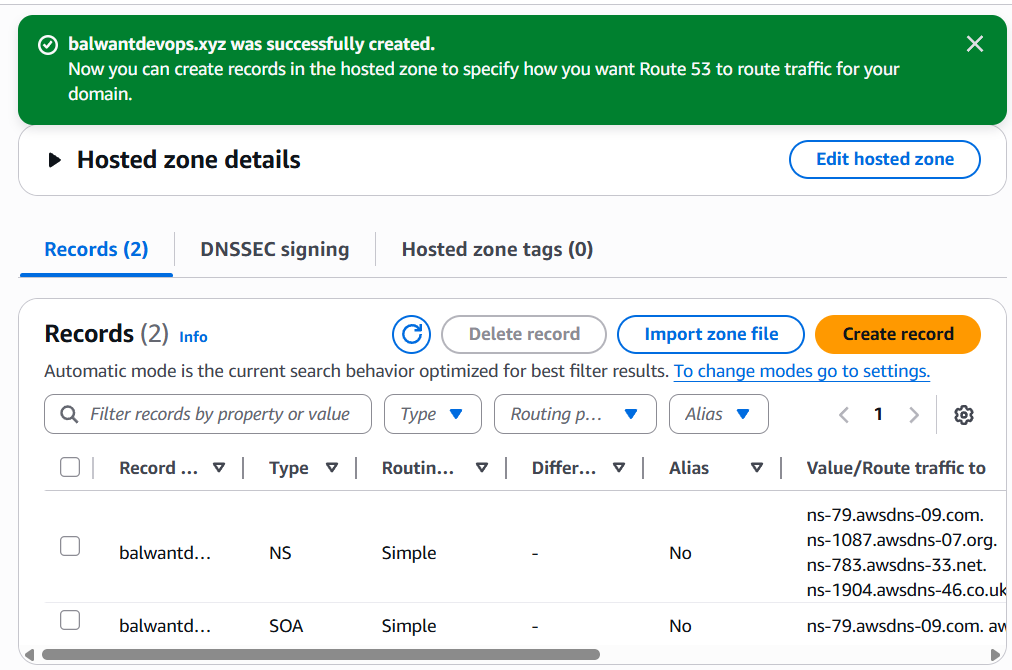 balwantdevops.xyz was successfully created.
Now you can create records in the hosted zone to specify how you want Route 53 to route traffic for your
domain.
Hosted zone details
Edit hosted zone
Records (2)
DNSSEC signing
Hosted zone tags (0)
Records (2) Info
Delete record
Import zone file
Create record
Automatic mode is the current search behavior optimized for best filter results. To change modes go to settings.
Filter records by property or value
Type
Routing p...
Alias
1
Record ... Type Routin... Differ... Alias Value/Route traffic to
ns-79.awsdns-09.com.
ns-1087.awsdns-07.org.
ns-783.awsdns-33.net.
ns-1904.awsdns-46.co.uk
balwantd... NS Simple - No
balwantd... SOA Simple - No ns-79.awsdns-09.com. aw